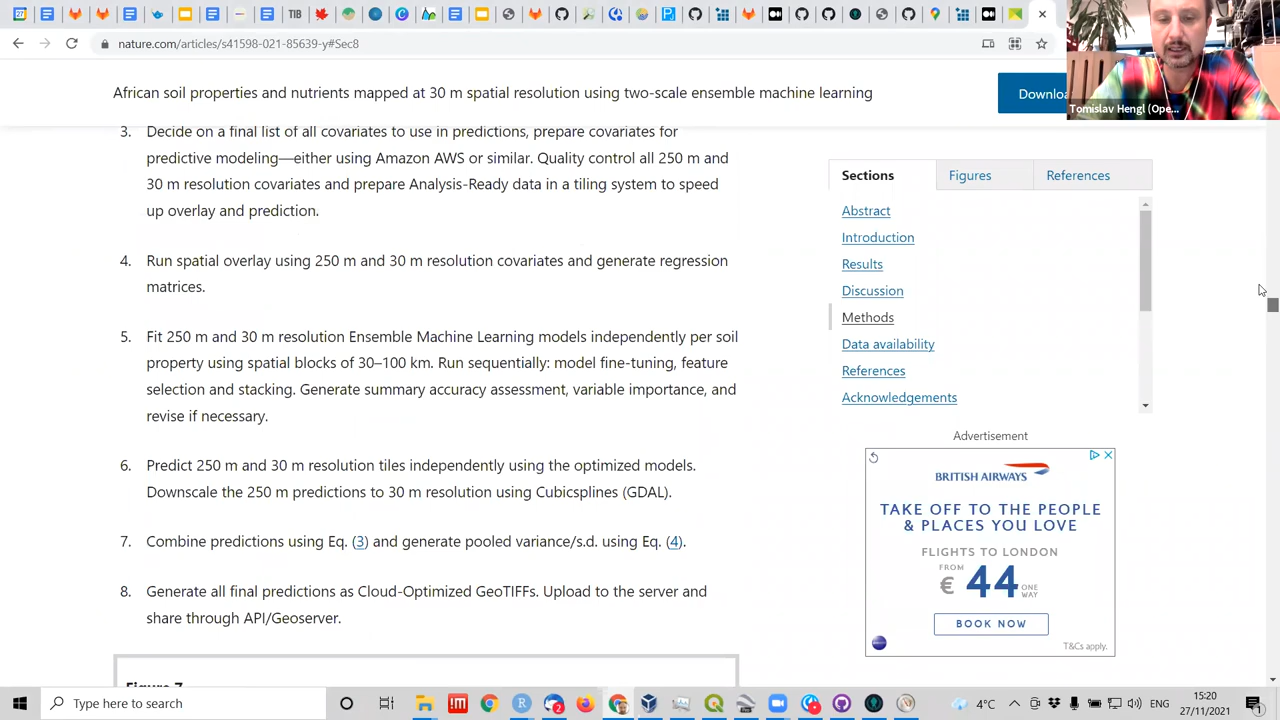 nature.com/articles/s41598-021-85639-y#Sec8
African soil properties and nutrients mapped at 30 m spatial resolution using two-scale ensemble machine learning
Tomislav Hengl (Ope...
3. Decide on a final list of all covariates to use in predictions, prepare covariates for
predictive modeling—either using Amazon AWS or similar. Quality control all 250 m and
30 m resolution covariates and prepare Analysis-Ready data in a tiling system to speed
up overlay and prediction.
4. Run spatial overlay using 250 m and 30 m resolution covariates and generate regression
matrices.
5. Fit 250 m and 30 m resolution Ensemble Machine Learning models independently per soil
property using spatial blocks of 30–100 km. Run sequentially: model fine-tuning, feature
selection and stacking. Generate summary accuracy assessment, variable importance, and
revise if necessary.
6. Predict 250 m and 30 m resolution tiles independently using the optimized models.
Downscale the 250 m predictions to 30 m resolution using Cubicsplines (GDAL).
7. Combine predictions using Eq. (3) and generate pooled variance/s.d. using Eq. (4).
8. Generate all final predictions as Cloud-Optimized GeoTIFFs. Upload to the server and
share through API/Geoserver.
Sections Figures References
Abstract
Introduction
Results
Discussion
Methods
Data availability
References
Acknowledgements
Advertisement
BRITISH AIRWAYS
TAKE OFF TO THE PEOPLE
& PLACES YOU LOVE
FLIGHTS TO LONDON
FROM
€ 44 ONE
WAY
BOOK NOW
T&Cs apply.
Type here to search
4°C
ENG
15:20
27/11/2021